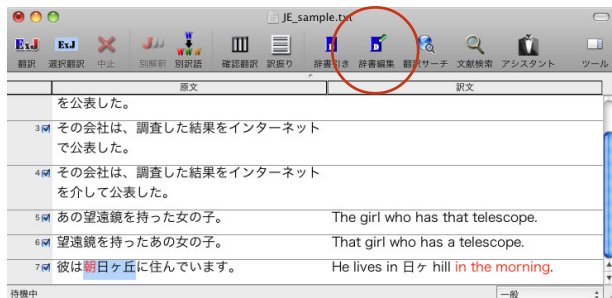 JE_sample.txt
ExJ ExJ JxJ WWW
翻訳 選択翻訳 中止 別解釈 別訳語 確認翻訳 訳振り 辞書引き 辞書編集 翻訳サーチ 文献検索 アシスタント ツール
原文 訳文
を公表した。
3 その会社は、調査した結果をインターネット
で公表した。
4 その会社は、調査した結果をインターネット
を介して公表した。
5 あの望遠鏡を持った女の子。 The girl who has that telescope.
6 望遠鏡を持ったあの女の子。 That girl who has a telescope.
7 彼は朝日ヶ丘に住んでいます。 He lives in 日ヶ hill in the morning.
待機中 一般